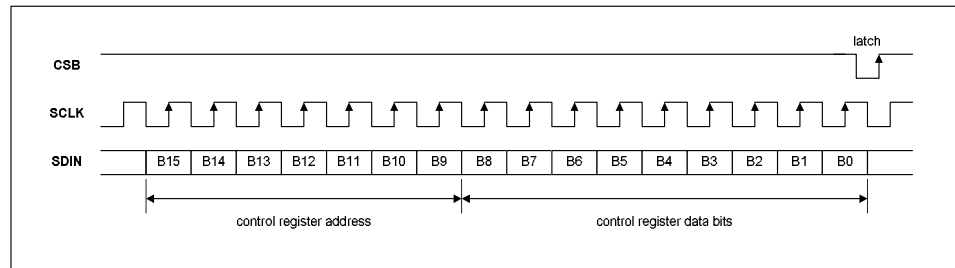 latch
CSB
SCLK
SDIN B15 B14 B13 B12 B11 B10 B9 B8 B7 B6 B5 B4 B3 B2 B1 B0
control register address control register data bits